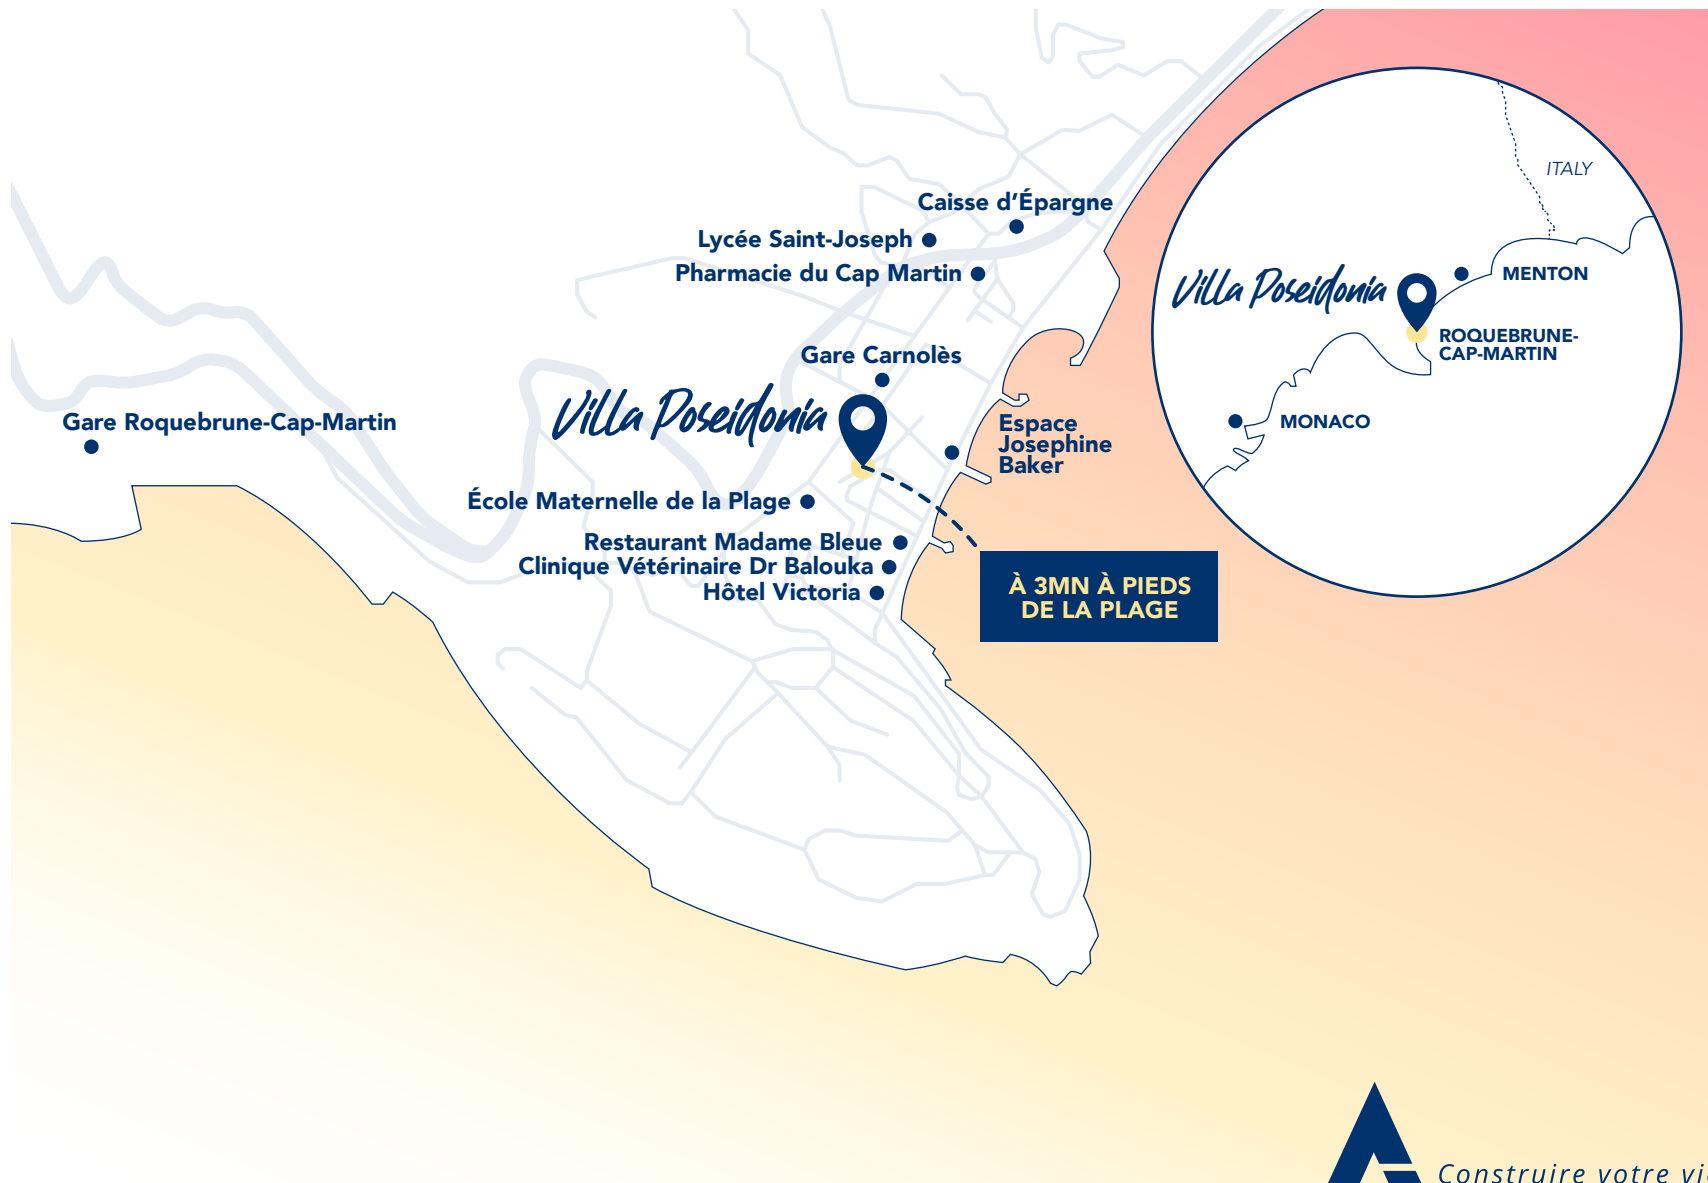 Caisse d'Épargne
Lycée Saint-Joseph
Pharmacie du Cap Martin
Gare Carnolès
Villa Poseidonia
Gare Roquebrune-Cap-Martin
Espace
Josephine
Baker
École Maternelle de la Plage
Restaurant Madame Bleue
Clinique Vétérinaire Dr Balouka
Hôtel Victoria
À 3MN À PIEDS
DE LA PLAGE
ITALY
MENTON
Villa Poseidonia
ROQUEBRUNE-
CAP-MARTIN
MONACO
Construire votre